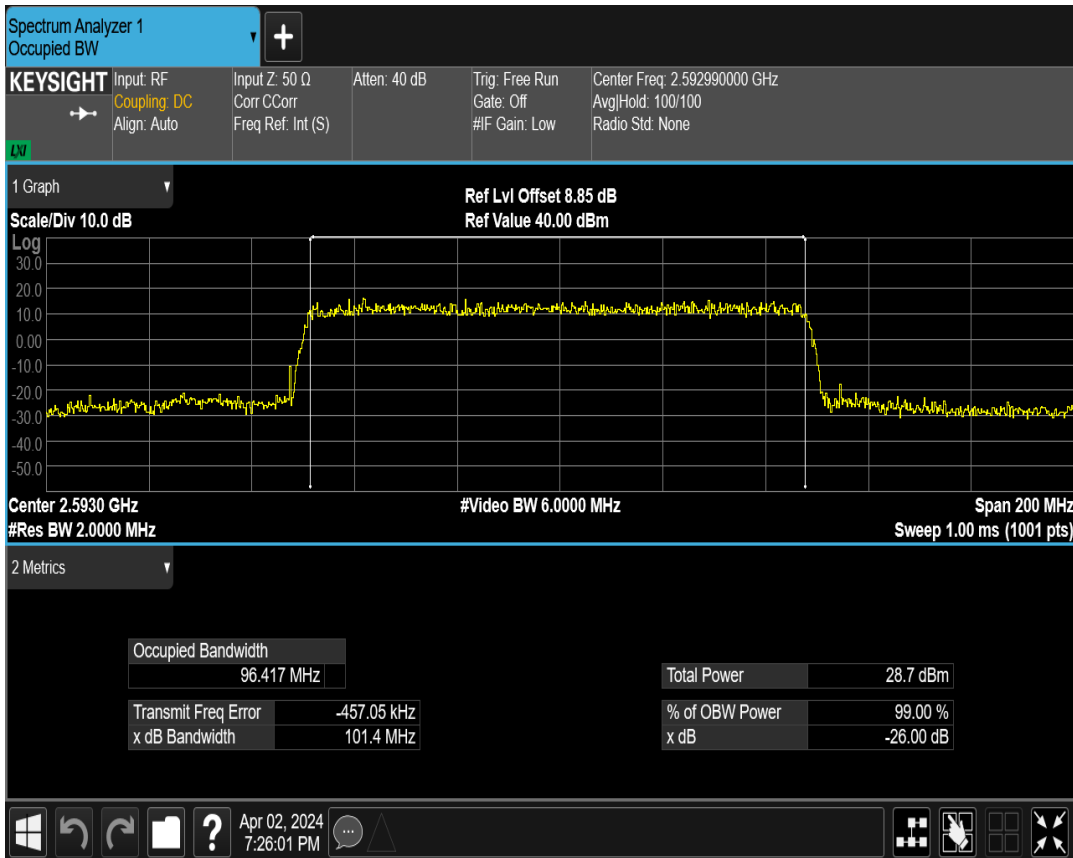 Spectrum Analyzer 1
Occupied BW
+
KEYSIGHT
LXI
Input: RF
Coupling: DC
Align: Auto
Input Z: 50 Ω
Corr CCorr
Freq Ref: Int (S)
Atten: 40 dB
Trig: Free Run
Gate: Off
#IF Gain: Low
Center Freq: 2.592990000 GHz
Avg|Hold: 100/100
Radio Std: None
1 Graph
Scale/Div 10.0 dB
Ref Lvl Offset 8.85 dB
Ref Value 40.00 dBm
Log
30.0
20.0
10.0
0.00
-10.0
-20.0
-30.0
-40.0
-50.0
Center 2.5930 GHz
#Video BW 6.0000 MHz
Span 200 MHz
#Res BW 2.0000 MHz
Sweep 1.00 ms (1001 pts)
2 Metrics
Occupied Bandwidth
96.417 MHz
Transmit Freq Error -457.05 kHz
x dB Bandwidth 101.4 MHz
Total Power 28.7 dBm
% of OBW Power 99.00 %
x dB -26.00 dB
?
Apr 02, 2024
7:26:01 PM